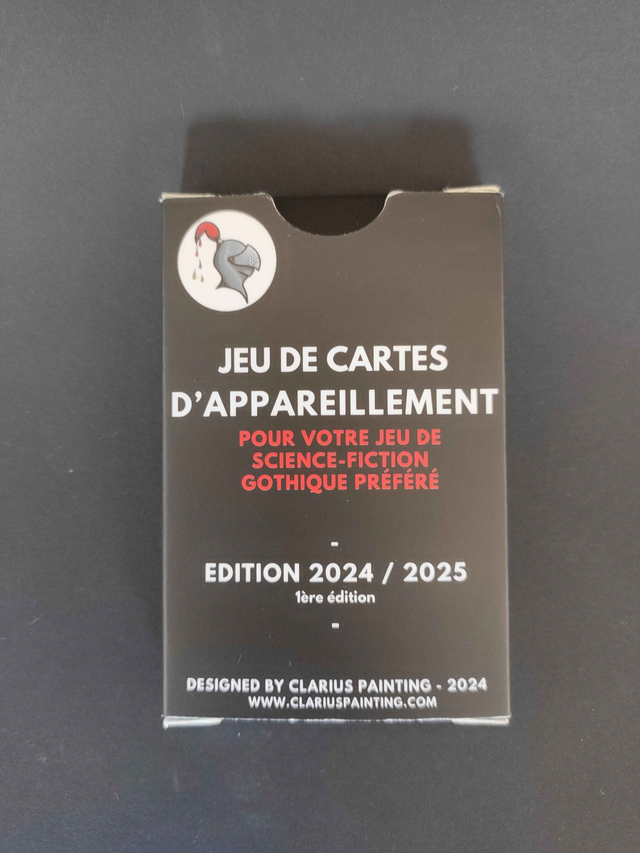 JEU DE CARTES
D'APPAREILLEMENT
POUR VOTRE JEU DE
SCIENCE-FICTION
GOTHIQUE PRÉFÉRÉ
-
EDITION 2024 / 2025
1ère édition
-
DESIGNED BY CLARIUS PAINTING - 2024
WWW.CLARIUSPAINTING.COM